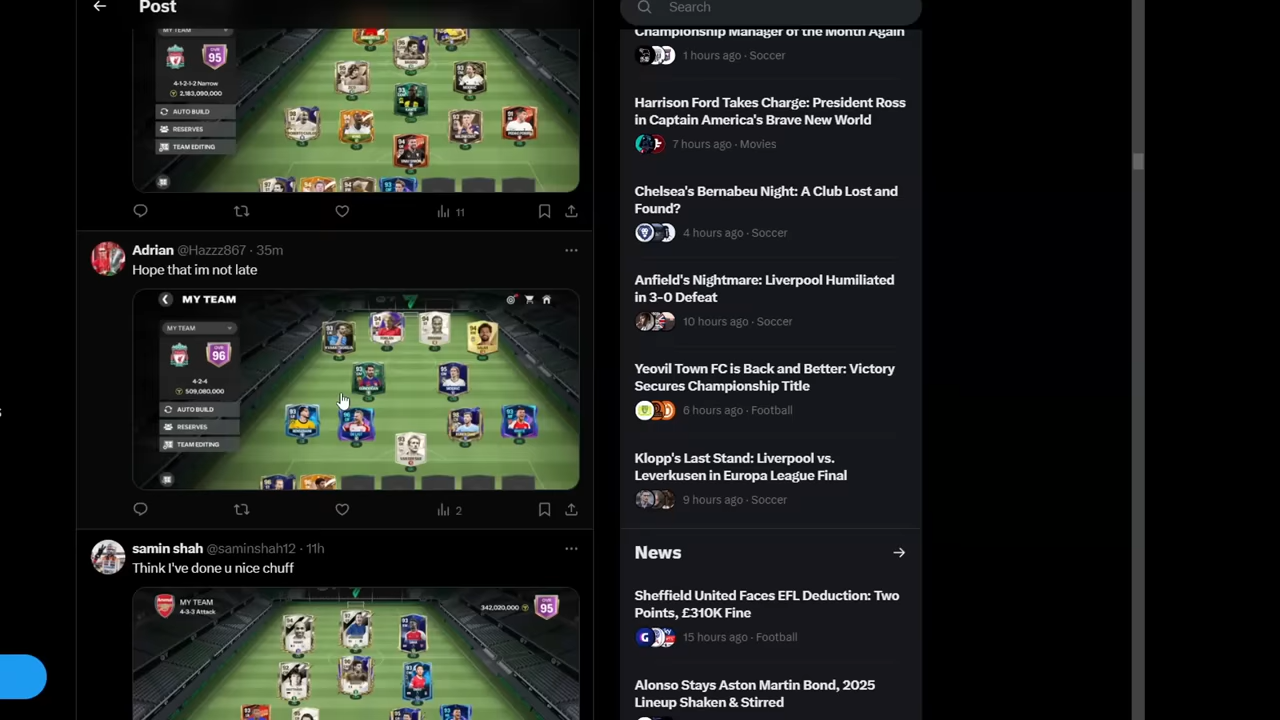 Post
Search
MY TEAM
95
4-1-2-1-2 Narrow
2,183,090,000
AUTO BUILD
RESERVES
TEAM EDITING
11
Adrian @Hazzz867 · 35m
Hope that im not late
MY TEAM
MY TEAM
OVR
96
4-2-4
509,080,000
AUTO BUILD
RESERVES
TEAM EDITING
2
samin shah @saminshah12 · 11h
Think I've done u nice chuff
MY TEAM
4-3-3 Attack
342,020,000
OVR
95
Championship Manager of the Month Again
1 hours ago · Soccer
Harrison Ford Takes Charge: President Ross
in Captain America's Brave New World
7 hours ago · Movies
Chelsea's Bernabeu Night: A Club Lost and
Found?
4 hours ago · Soccer
Anfield's Nightmare: Liverpool Humiliated
in 3-0 Defeat
10 hours ago · Soccer
Yeovil Town FC is Back and Better: Victory
Secures Championship Title
6 hours ago · Football
Klopp's Last Stand: Liverpool vs.
Leverkusen in Europa League Final
9 hours ago · Soccer
News
Sheffield United Faces EFL Deduction: Two
Points, £310K Fine
15 hours ago · Football
Alonso Stays Aston Martin Bond, 2025
Lineup Shaken & Stirred